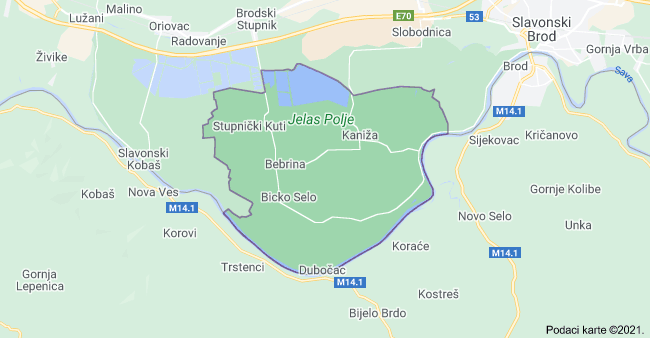 Lužani
Malino
Oriovac
Brodski
Stupnik
Radovanje
Živike
E70
53
Slobodnica
Slavonski
Brod
Gornja Vrba
Brod
Sava
M14.1
Jelas Polje
Stupnički Kuti
Kaniža
Sijekovac
Kričanovo
Slavonski
Kobaš
Bebrina
Kobaš
Nova Ves
Bicko Selo
Gornje Kolibe
M14.1
Novo Selo
Unka
Korovi
Koraće
M14.1
Gornja
Lepenica
Trstenci
Dubočac
M14.1
Kostreš
Bijelo Brdo
Podaci karte ©2021.